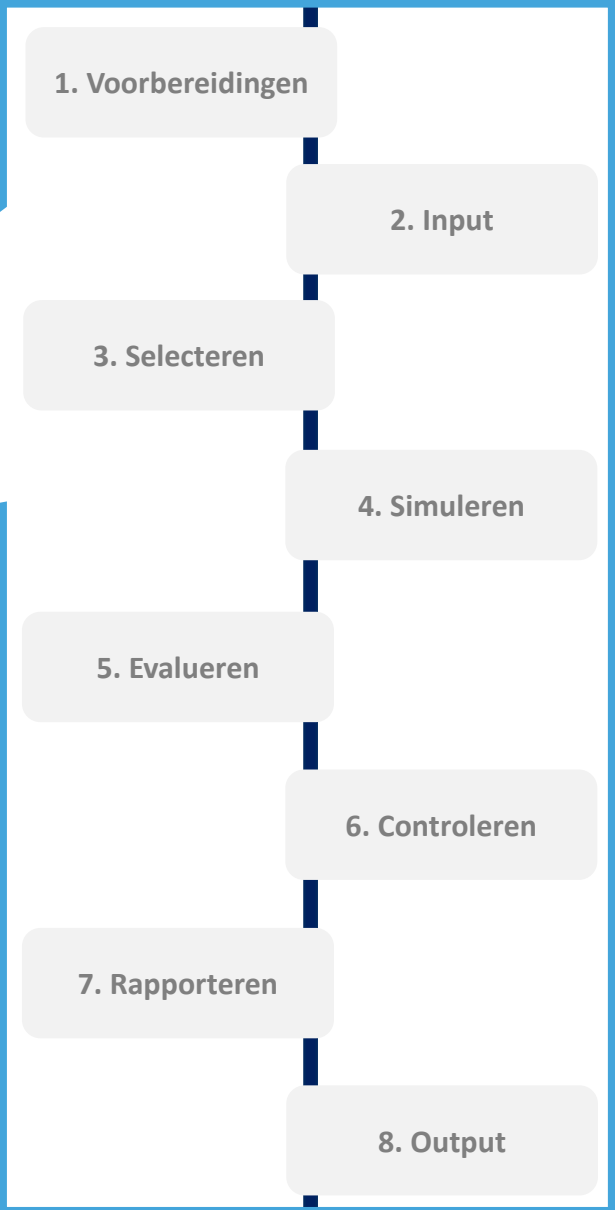 1. Voorbereidingen
2. Input
3. Selecteren
4. Simuleren
5. Evalueren
6. Controleren
7. Rapporteren
8. Output